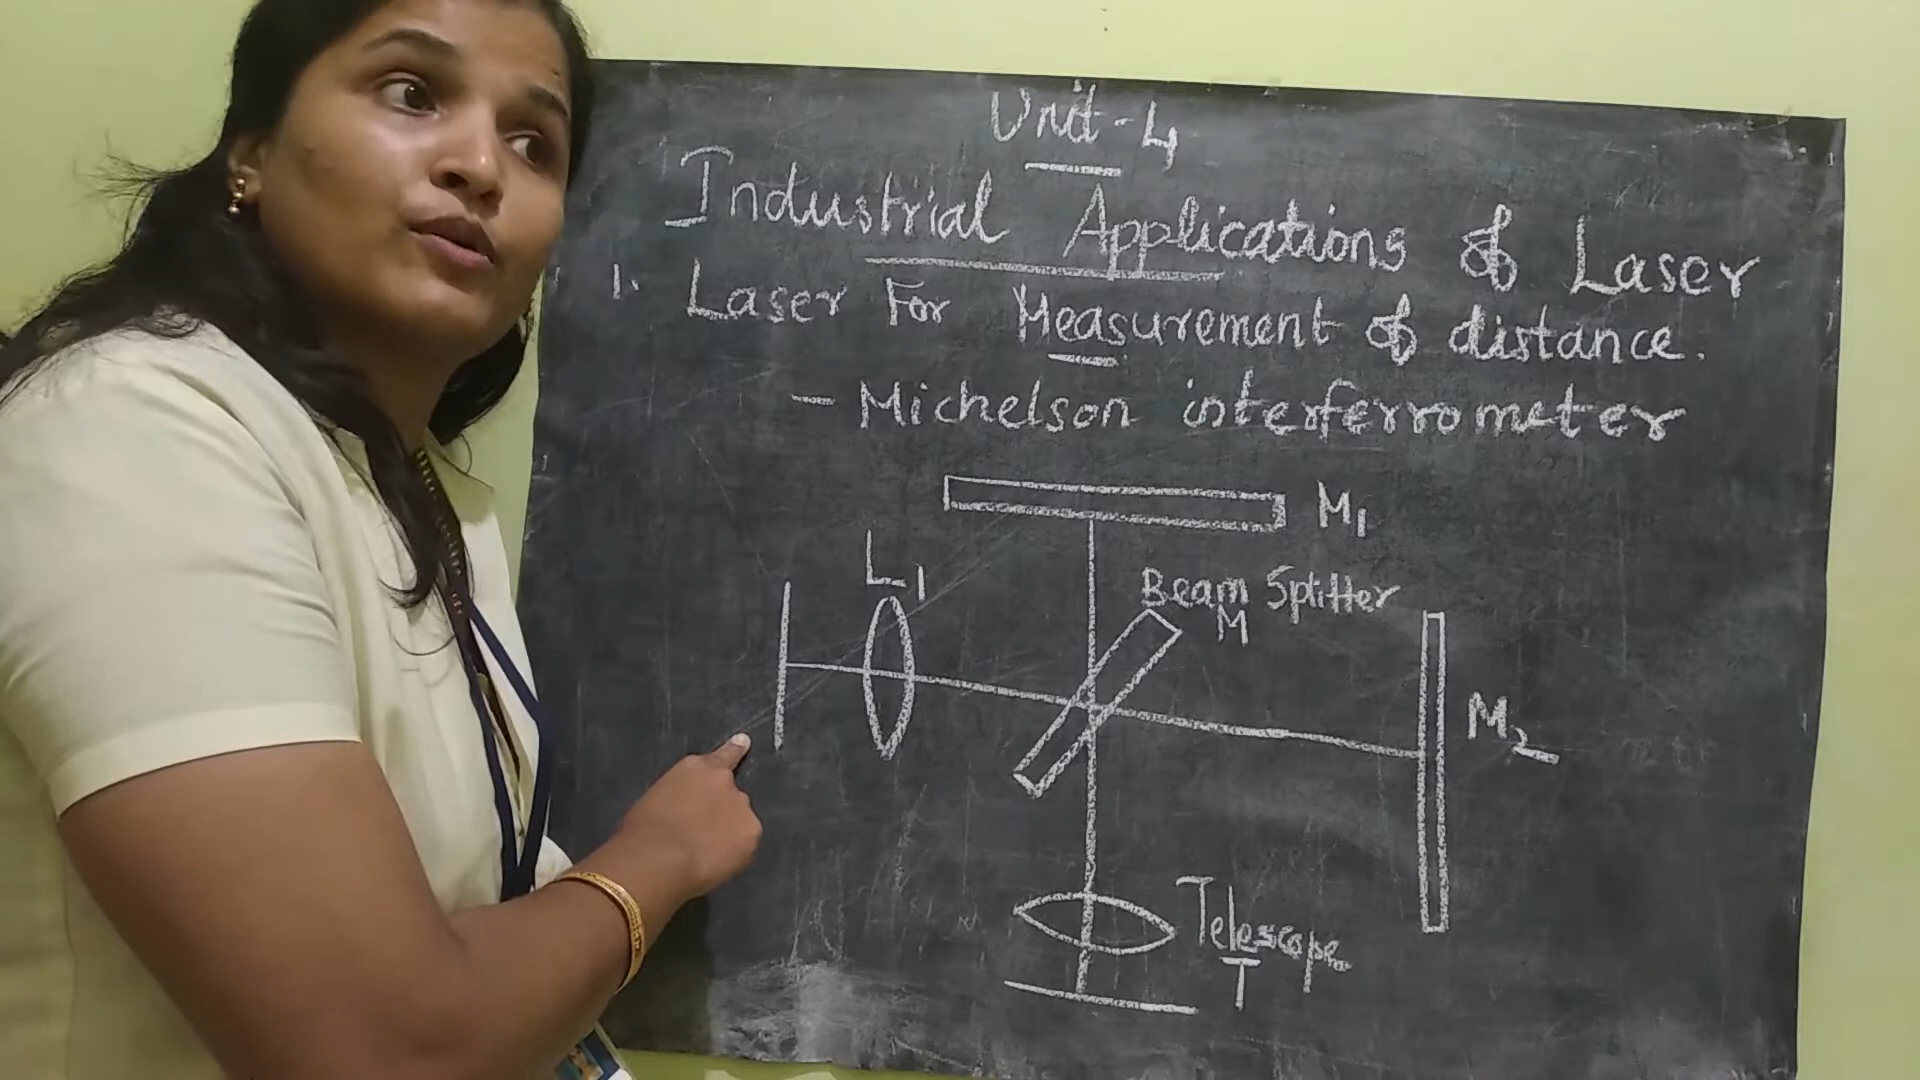 Unit-4
Industrial Applications of Laser
1. Laser For Measurement of distance.
- Michelson interferrometer
M1
L1
Beam Splitter
M
M2
Telescope
T